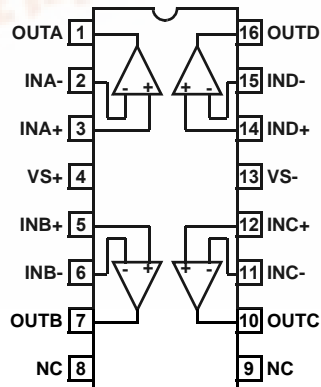 OUTA 1 16 OUTD
INA- 2 15 IND-
- + + -
INA+ 3 14 IND+
VS+ 4 13 VS-
INB+ 5 12 INC+
- + + -
INB- 6 11 INC-
OUTB 7 10 OUTC
NC 8 9 NC